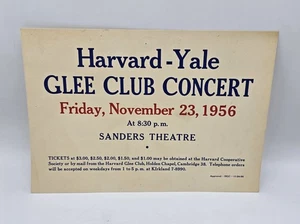 Harvard-Yale
GLEE CLUB CONCERT
Friday, November 23, 1956
At 8:30 p.m.
SANDERS THEATRE
TICKETS at $3.00, $2.50, $2.00, $1.50, and $1.00 may be obtained at the Harvard Cooperative
Society or by mail from the Harvard Glee Club, Holden Chapel, Cambridge 38. Telephone orders
will be accepted on weekdays from 1 to 5 p. m. at Kirkland 7-8990.